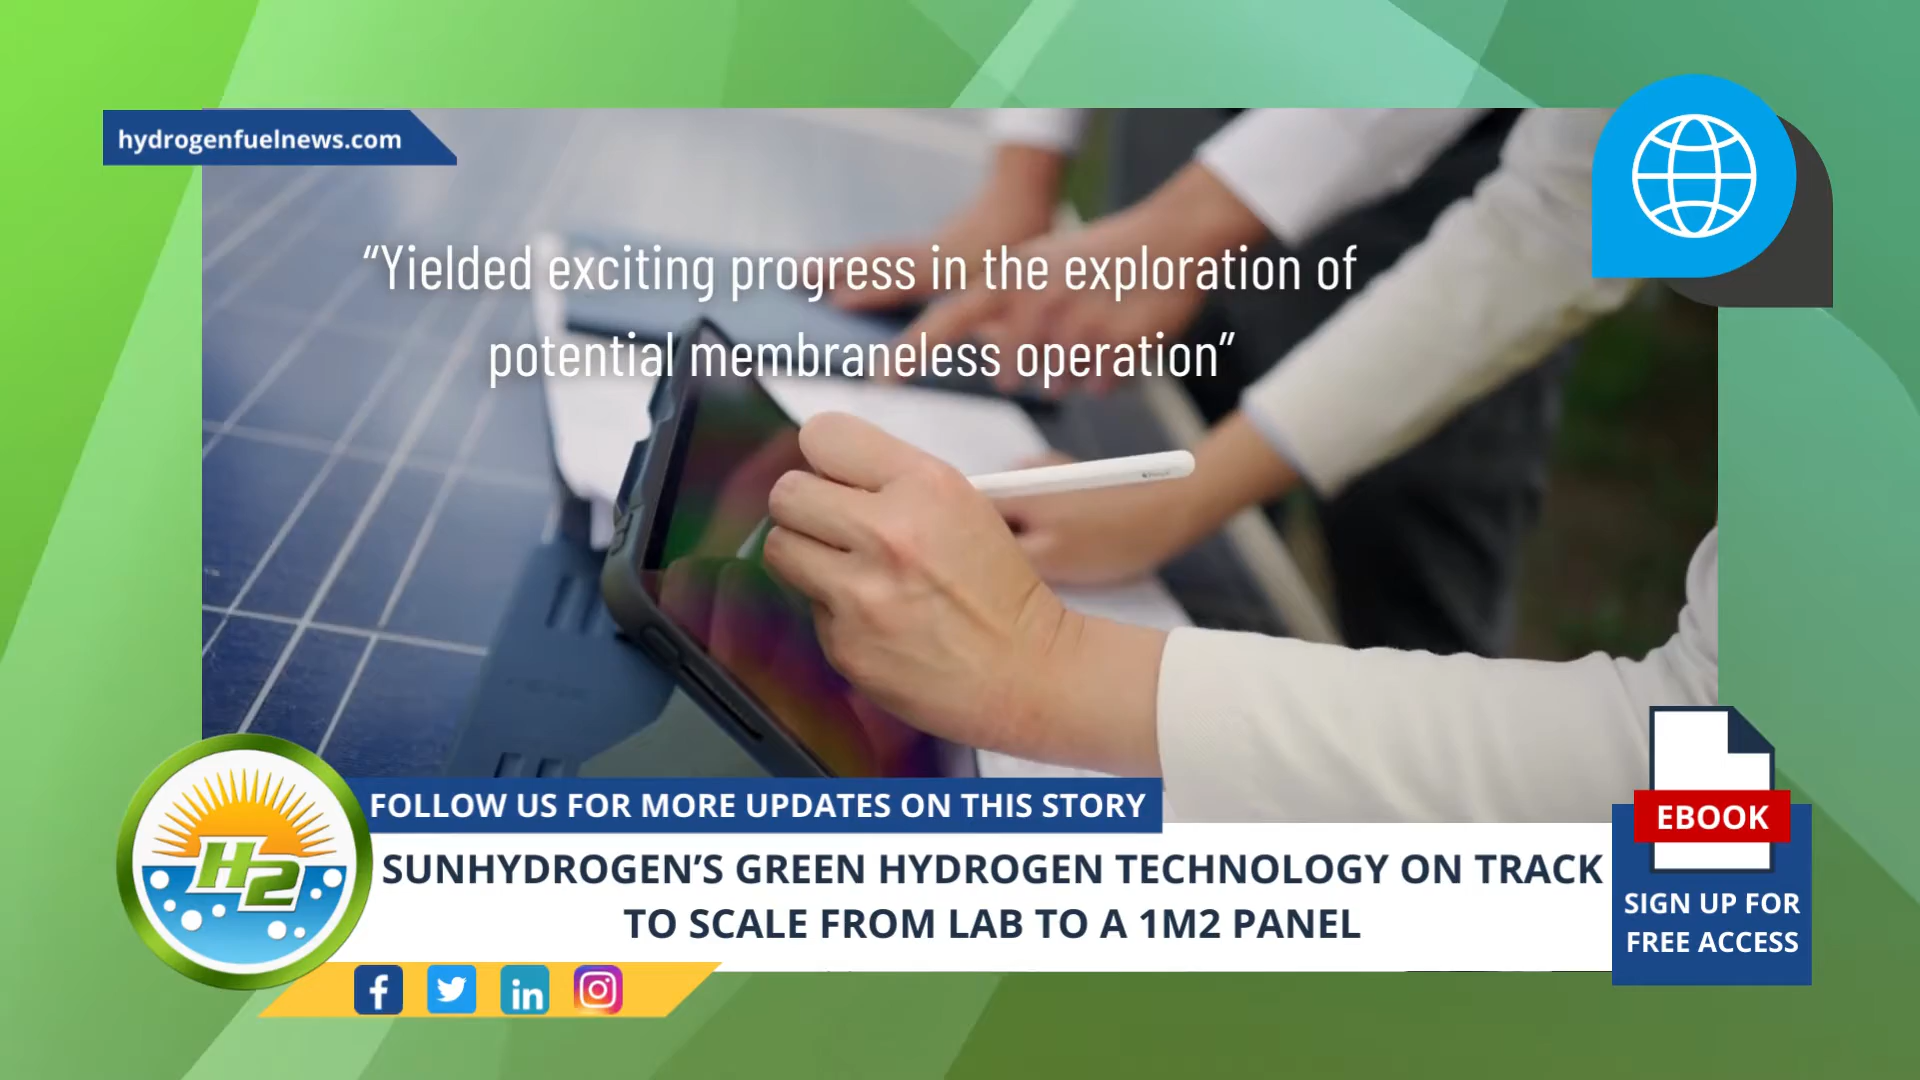 hydrogenfuelnews.com
“Yielded exciting progress in the exploration of
potential membraneless operation”
FOLLOW US FOR MORE UPDATES ON THIS STORY
SUNHYDROGEN’S GREEN HYDROGEN TECHNOLOGY ON TRACK
TO SCALE FROM LAB TO A 1M2 PANEL
H2
EBOOK
SIGN UP FOR
FREE ACCESS
f
in